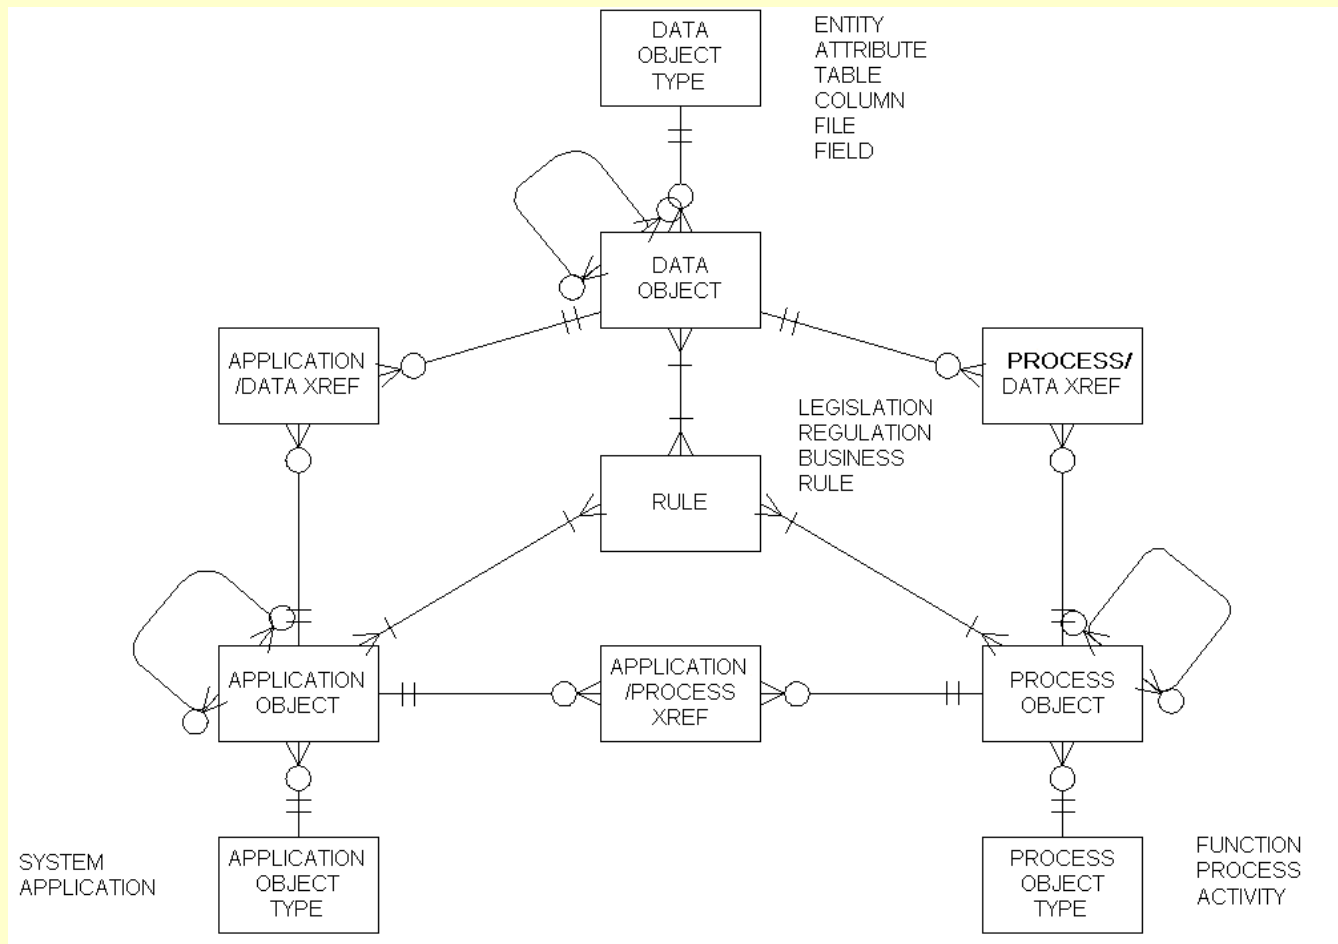 DATA
OBJECT
TYPE
ENTITY
ATTRIBUTE
TABLE
COLUMN
FILE
FIELD
DATA
OBJECT
APPLICATION
/DATA XREF
PROCESS/
DATA XREF
LEGISLATION
REGULATION
BUSINESS
RULE
RULE
APPLICATION
OBJECT
APPLICATION
/PROCESS
XREF
PROCESS
OBJECT
SYSTEM
APPLICATION
APPLICATION
OBJECT
TYPE
PROCESS
OBJECT
TYPE
FUNCTION
PROCESS
ACTIVITY